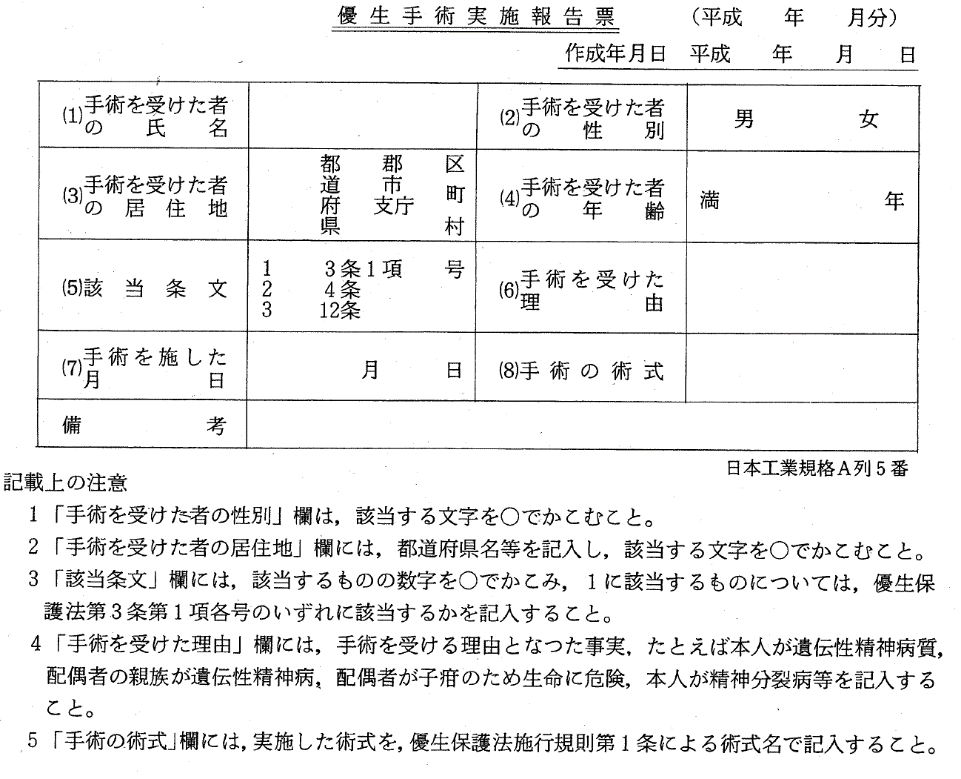 優生手術実施報告票 （平成 年 月分）
作成年月日 平成 年 月 日
(1)手術を受けた者の氏名
(2)手術を受けた者の性別 男 女
(3)手術を受けた者の居住地
都 郡 区
道 市 町
府 支庁
県 村
(4)手術を受けた者の年齢 満 年
(5)該当条文
1 3条1項 号
2 4条
3 12条
(6)手術を受けた理由
(7)手術を施した月日 月 日
(8)手術の術式
備考
日本工業規格A列5番
記載上の注意
1「手術を受けた者の性別」欄は，該当する文字を○でかこむこと。
2「手術を受けた者の居住地」欄には，都道府県名等を記入し，該当する文字を○でかこむこと。
3「該当条文」欄には，該当するものの数字を○でかこみ，1に該当するものについては，優生保
護法第3条第1項各号のいずれに該当するかを記入すること。
4「手術を受けた理由」欄には，手術を受ける理由となつた事実，たとえば本人が遺伝性精神病質，
配偶者の親族が遺伝性精神病，配偶者が子疳のため生命に危険，本人が精神分裂病等を記入する
こと。
5「手術の術式」欄には，実施した術式を，優生保護法施行規則第1条による術式名で記入すること。